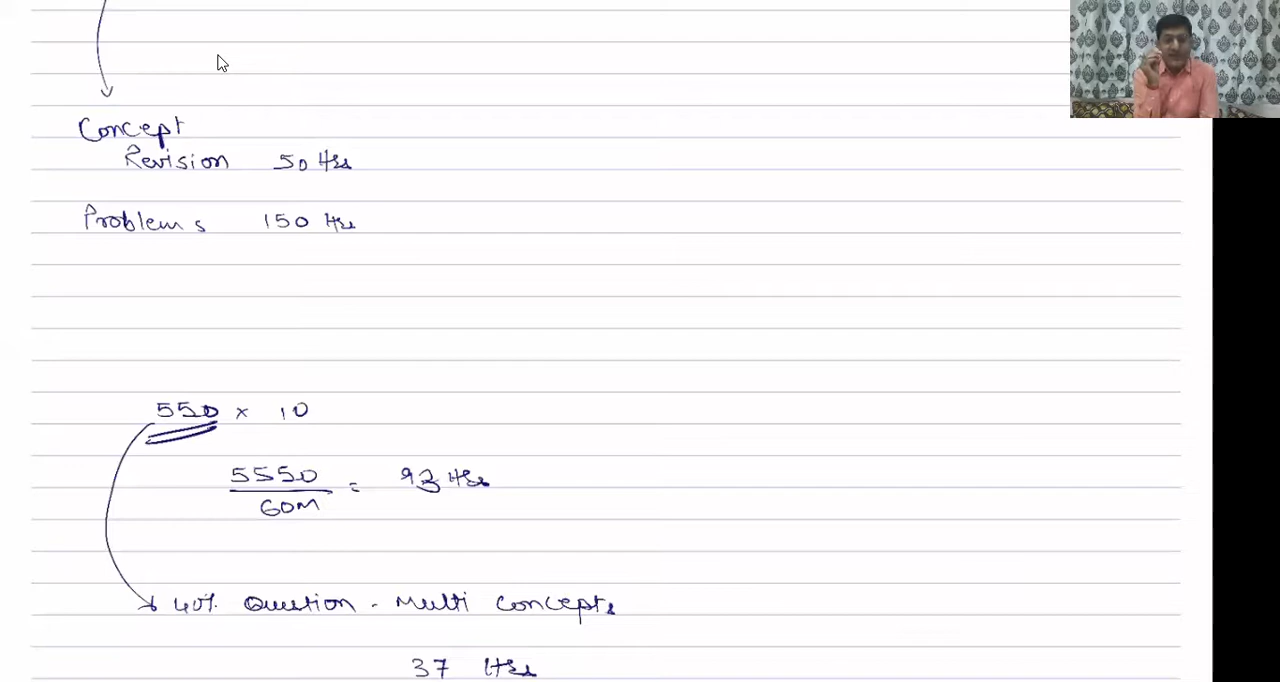 Concept
Revision 50 Hrs
Problems 150 Hrs
550 × 10
5550
60M
= 93 Hrs
40% Question - Multi Concepts
37 Hrs